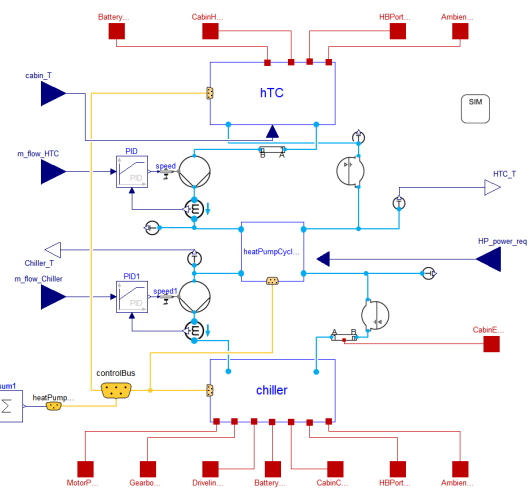 Battery...
CabinH...
HBPort...
Ambien...
cabin_T
hTC
SIM
m_flow_HTC
PID
speed
PID
B A
HTC_T
HP_power_req
heatPumpCycl...
Chiller_T
m_flow_Chiller
PID1
speed1
PID
A B
CabinE...
controlBus
sum1
Σ
heatPump...
chiller
MotorP...
Gearbo...
Drivelin...
Battery...
CabinC...
HBPort...
Ambien...